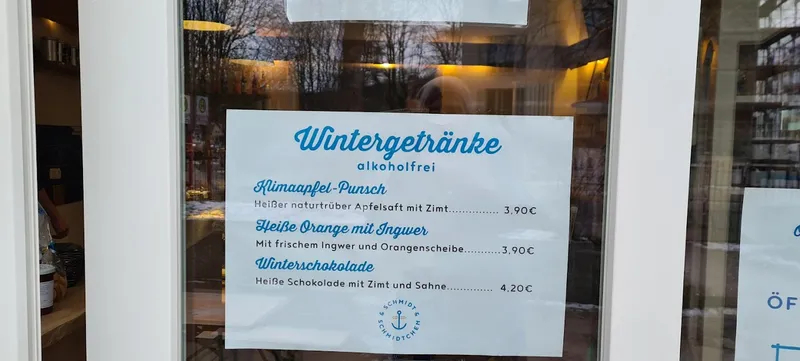 Wintergetränke
alkoholfrei
Klimaapfel-Punsch
Heißer naturtrüber Apfelsaft mit Zimt............... 3,90€
Heiße Orange mit Ingwer
Mit frischem Ingwer und Orangenscheibe...........3,90€
Winterschokolade
Heiße Schokolade mit Zimt und Sahne.............. 4,20€
& SCHMIDT & SCHMIDTCHEN
ÖF